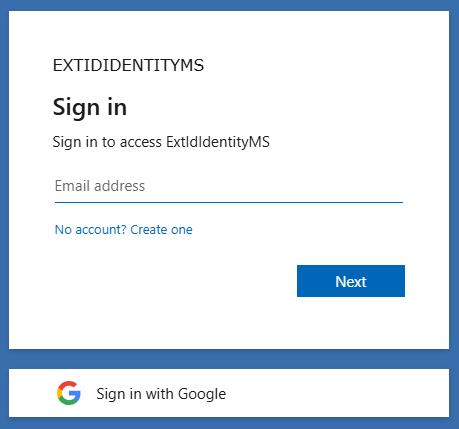 EXTIDIDENTITYMS
Sign in
Sign in to access ExtIdIdentityMS
Email address
No account? Create one
Next
Sign in with Google